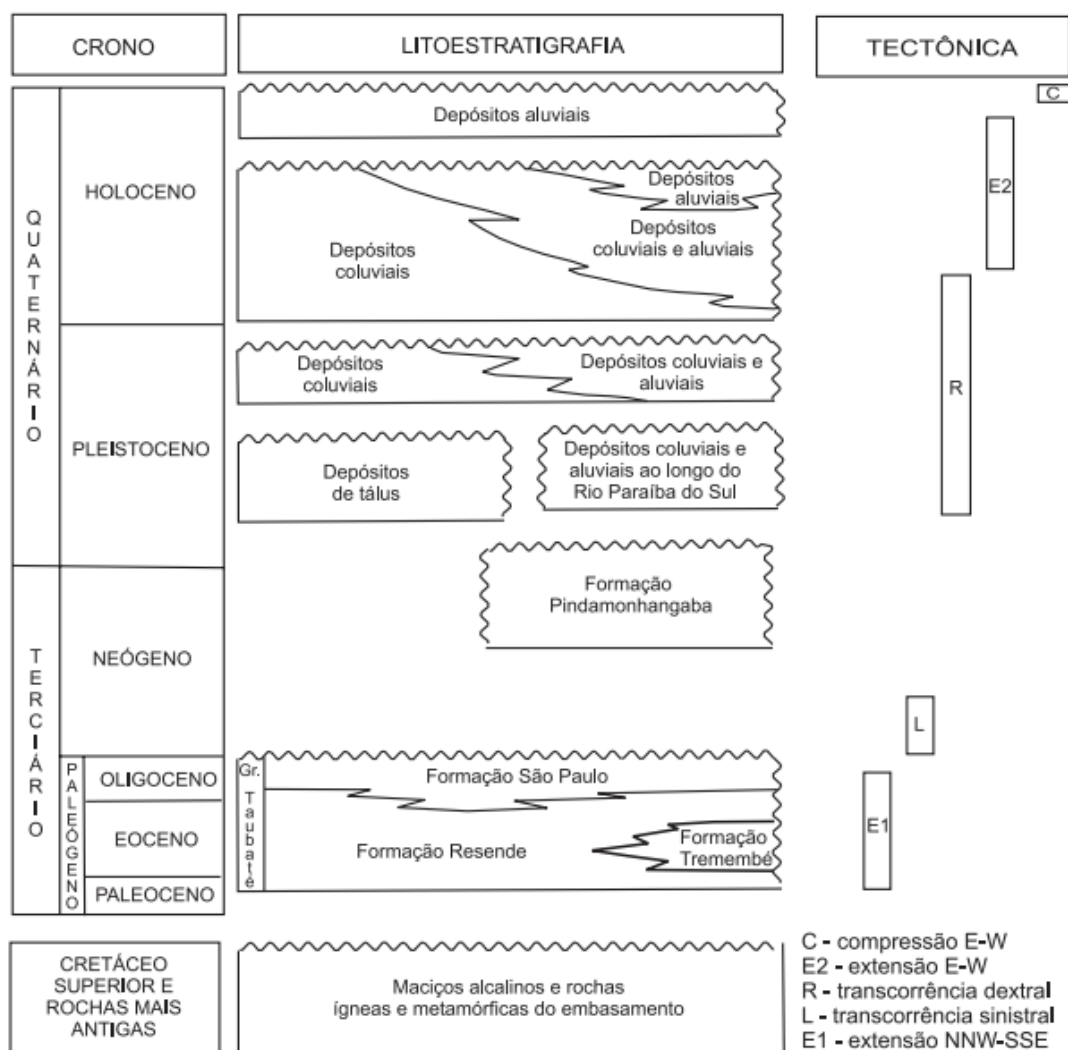 CRONO
LITOESTRATIGRAFIA
TECTÔNICA
QUATERNÁRIO
HOLOCENO
PLEISTOCENO
TERCIÁRIO
NEÓGENO
PALEÓGENO
OLIGOCENO
EOCENO
PALEOCENO
CRETÁCEO
SUPERIOR E
ROCHAS MAIS
ANTIGAS
Depósitos aluviais
Depósitos
aluviais
Depósitos
coluviais e aluviais
Depósitos
coluviais
Depósitos
coluviais
Depósitos coluviais e
aluviais
Depósitos
de tálus
Depósitos coluviais e
aluviais ao longo do
Rio Paraíba do Sul
Formação
Pindamonhangaba
Gr. Taubaté
Formação São Paulo
Formação Resende
Formação
Tremembé
Maciços alcalinos e rochas
ígneas e metamórficas do embasamento
C
E2
R
L
E1
C - compressão E-W
E2 - extensão E-W
R - transcorrência dextral
L - transcorrência sinistral
E1 - extensão NNW-SSE